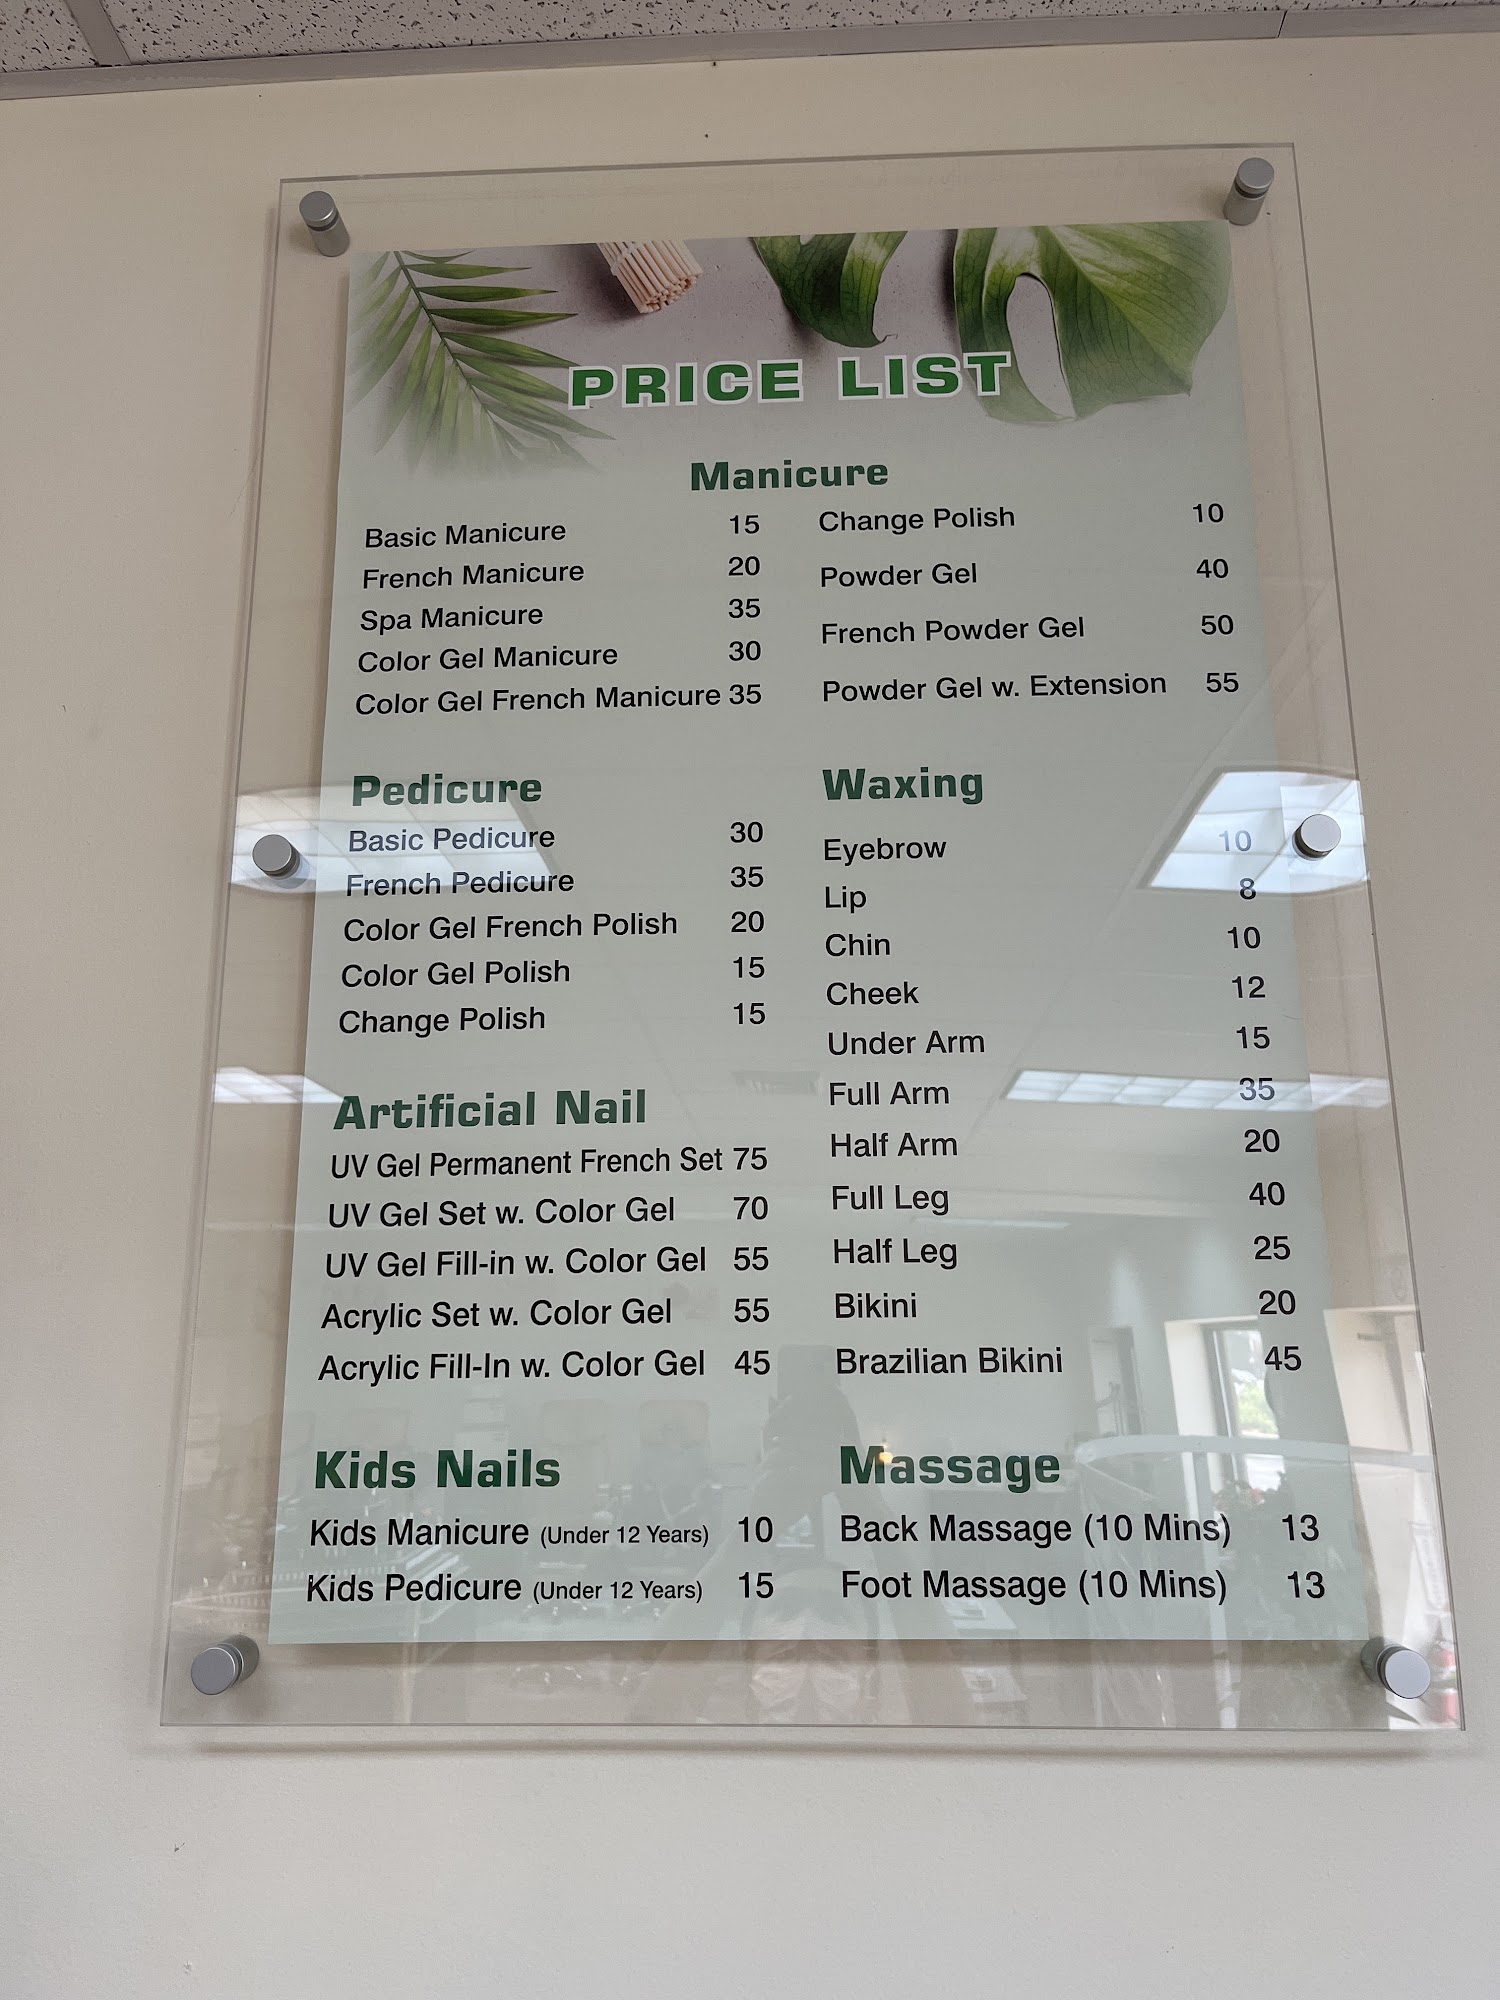 PRICE LIST
Manicure
Basic Manicure 15
French Manicure 20
Spa Manicure 35
Color Gel Manicure 30
Color Gel French Manicure 35
Change Polish 10
Powder Gel 40
French Powder Gel 50
Powder Gel w. Extension 55
Pedicure
Basic Pedicure 30
French Pedicure 35
Color Gel French Polish 20
Color Gel Polish 15
Change Polish 15
Artificial Nail
UV Gel Permanent French Set 75
UV Gel Set w. Color Gel 70
UV Gel Fill-in w. Color Gel 55
Acrylic Set w. Color Gel 55
Acrylic Fill-In w. Color Gel 45
Kids Nails
Kids Manicure (Under 12 Years) 10
Kids Pedicure (Under 12 Years) 15
Waxing
Eyebrow 10
Lip 8
Chin 10
Cheek 12
Under Arm 15
Full Arm 35
Half Arm 20
Full Leg 40
Half Leg 25
Bikini 20
Brazilian Bikini 45
Massage
Back Massage (10 Mins) 13
Foot Massage (10 Mins) 13